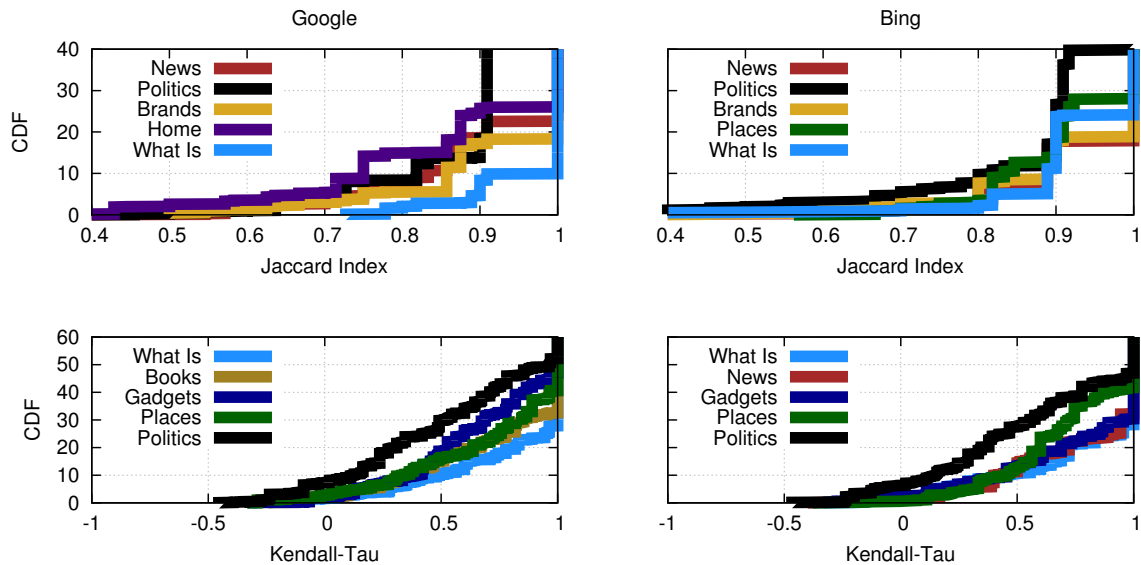 Google
CDF
40
30
20
10
0
News
Politics
Brands
Home
What Is
0.4 0.5 0.6 0.7 0.8 0.9 1
Jaccard Index
Bing
News
Politics
Brands
Places
What Is
0.4 0.5 0.6 0.7 0.8 0.9 1
Jaccard Index
CDF
60
50
40
30
20
10
0
What Is
Books
Gadgets
Places
Politics
-1 -0.5 0 0.5 1
Kendall-Tau
What Is
News
Gadgets
Places
Politics
-1 -0.5 0 0.5 1
Kendall-Tau